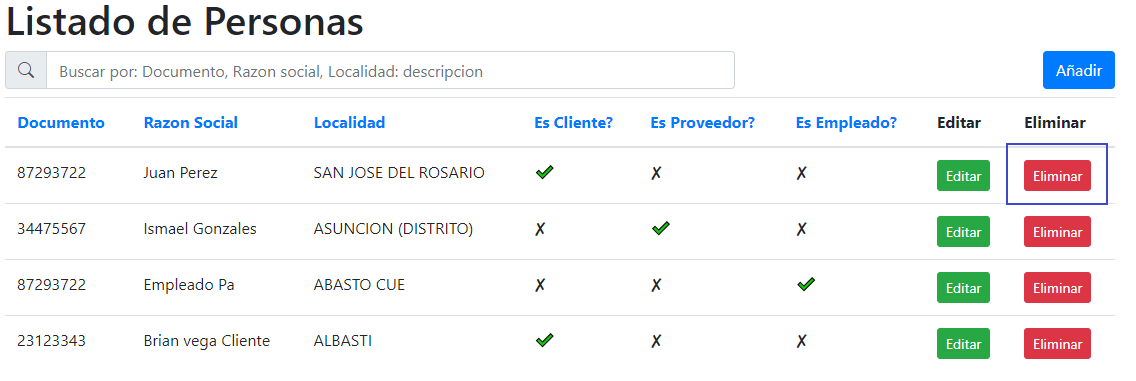 Listado de Personas
Buscar por: Documento, Razon social, Localidad: descripcion
Añadir
Documento Razon Social Localidad Es Cliente? Es Proveedor? Es Empleado? Editar Eliminar
87293722 Juan Perez SAN JOSE DEL ROSARIO ✔ ✗ ✗ Editar Eliminar
34475567 Ismael Gonzales ASUNCION (DISTRITO) ✗ ✔ ✗ Editar Eliminar
87293722 Empleado Pa ABASTO CUE ✗ ✗ ✔ Editar Eliminar
23123343 Brian vega Cliente ALBASTI ✔ ✗ ✗ Editar Eliminar